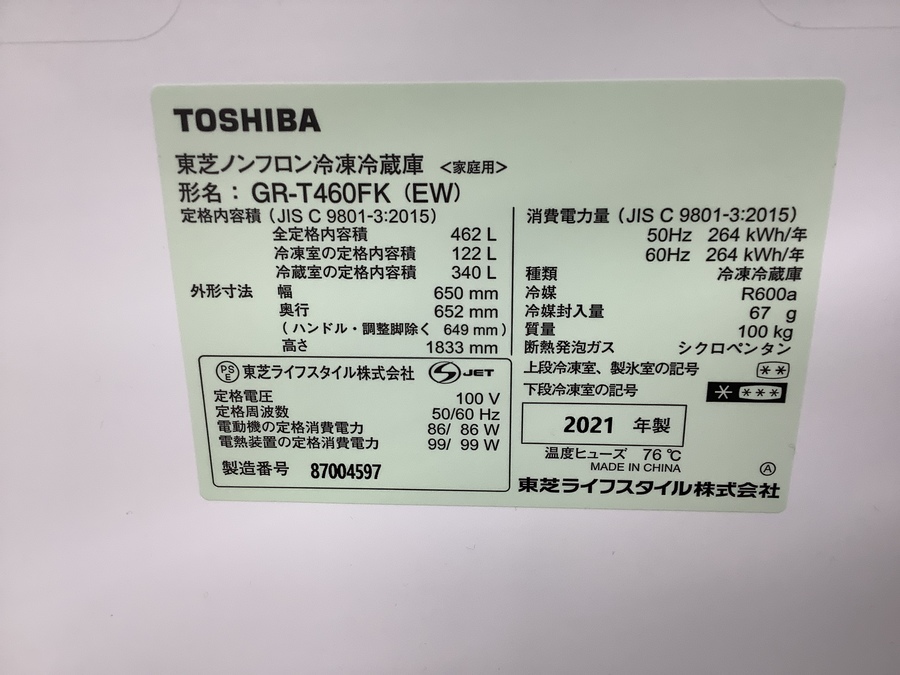 TOSHIBA
東芝ノンフロン冷凍冷蔵庫 <家庭用>
形名: GR-T460FK (EW)
定格内容積 (JIS C 9801-3:2015)
全定格内容積 462 L
冷凍室の定格内容積 122 L
冷蔵室の定格内容積 340 L
外形寸法 幅 650 mm
奥行 652 mm
(ハンドル・調整脚除く 649 mm)
高さ 1833 mm
PSE 東芝ライフスタイル株式会社 S JET
定格電圧 100 V
定格周波数 50/60 Hz
電動機の定格消費電力 86/ 86 W
電熱装置の定格消費電力 99/ 99 W
製造番号 87004597
消費電力量 (JIS C 9801-3:2015)
50Hz 264 kWh/年
60Hz 264 kWh/年
種類 冷凍冷蔵庫
冷媒 R600a
冷媒封入量 67 g
質量 100 kg
断熱発泡ガス シクロペンタン
上段冷凍室、製氷室の記号 **
下段冷凍室の記号 * ***
2021 年製
温度ヒューズ 76 ℃
MADE IN CHINA
Ⓐ
東芝ライフスタイル株式会社